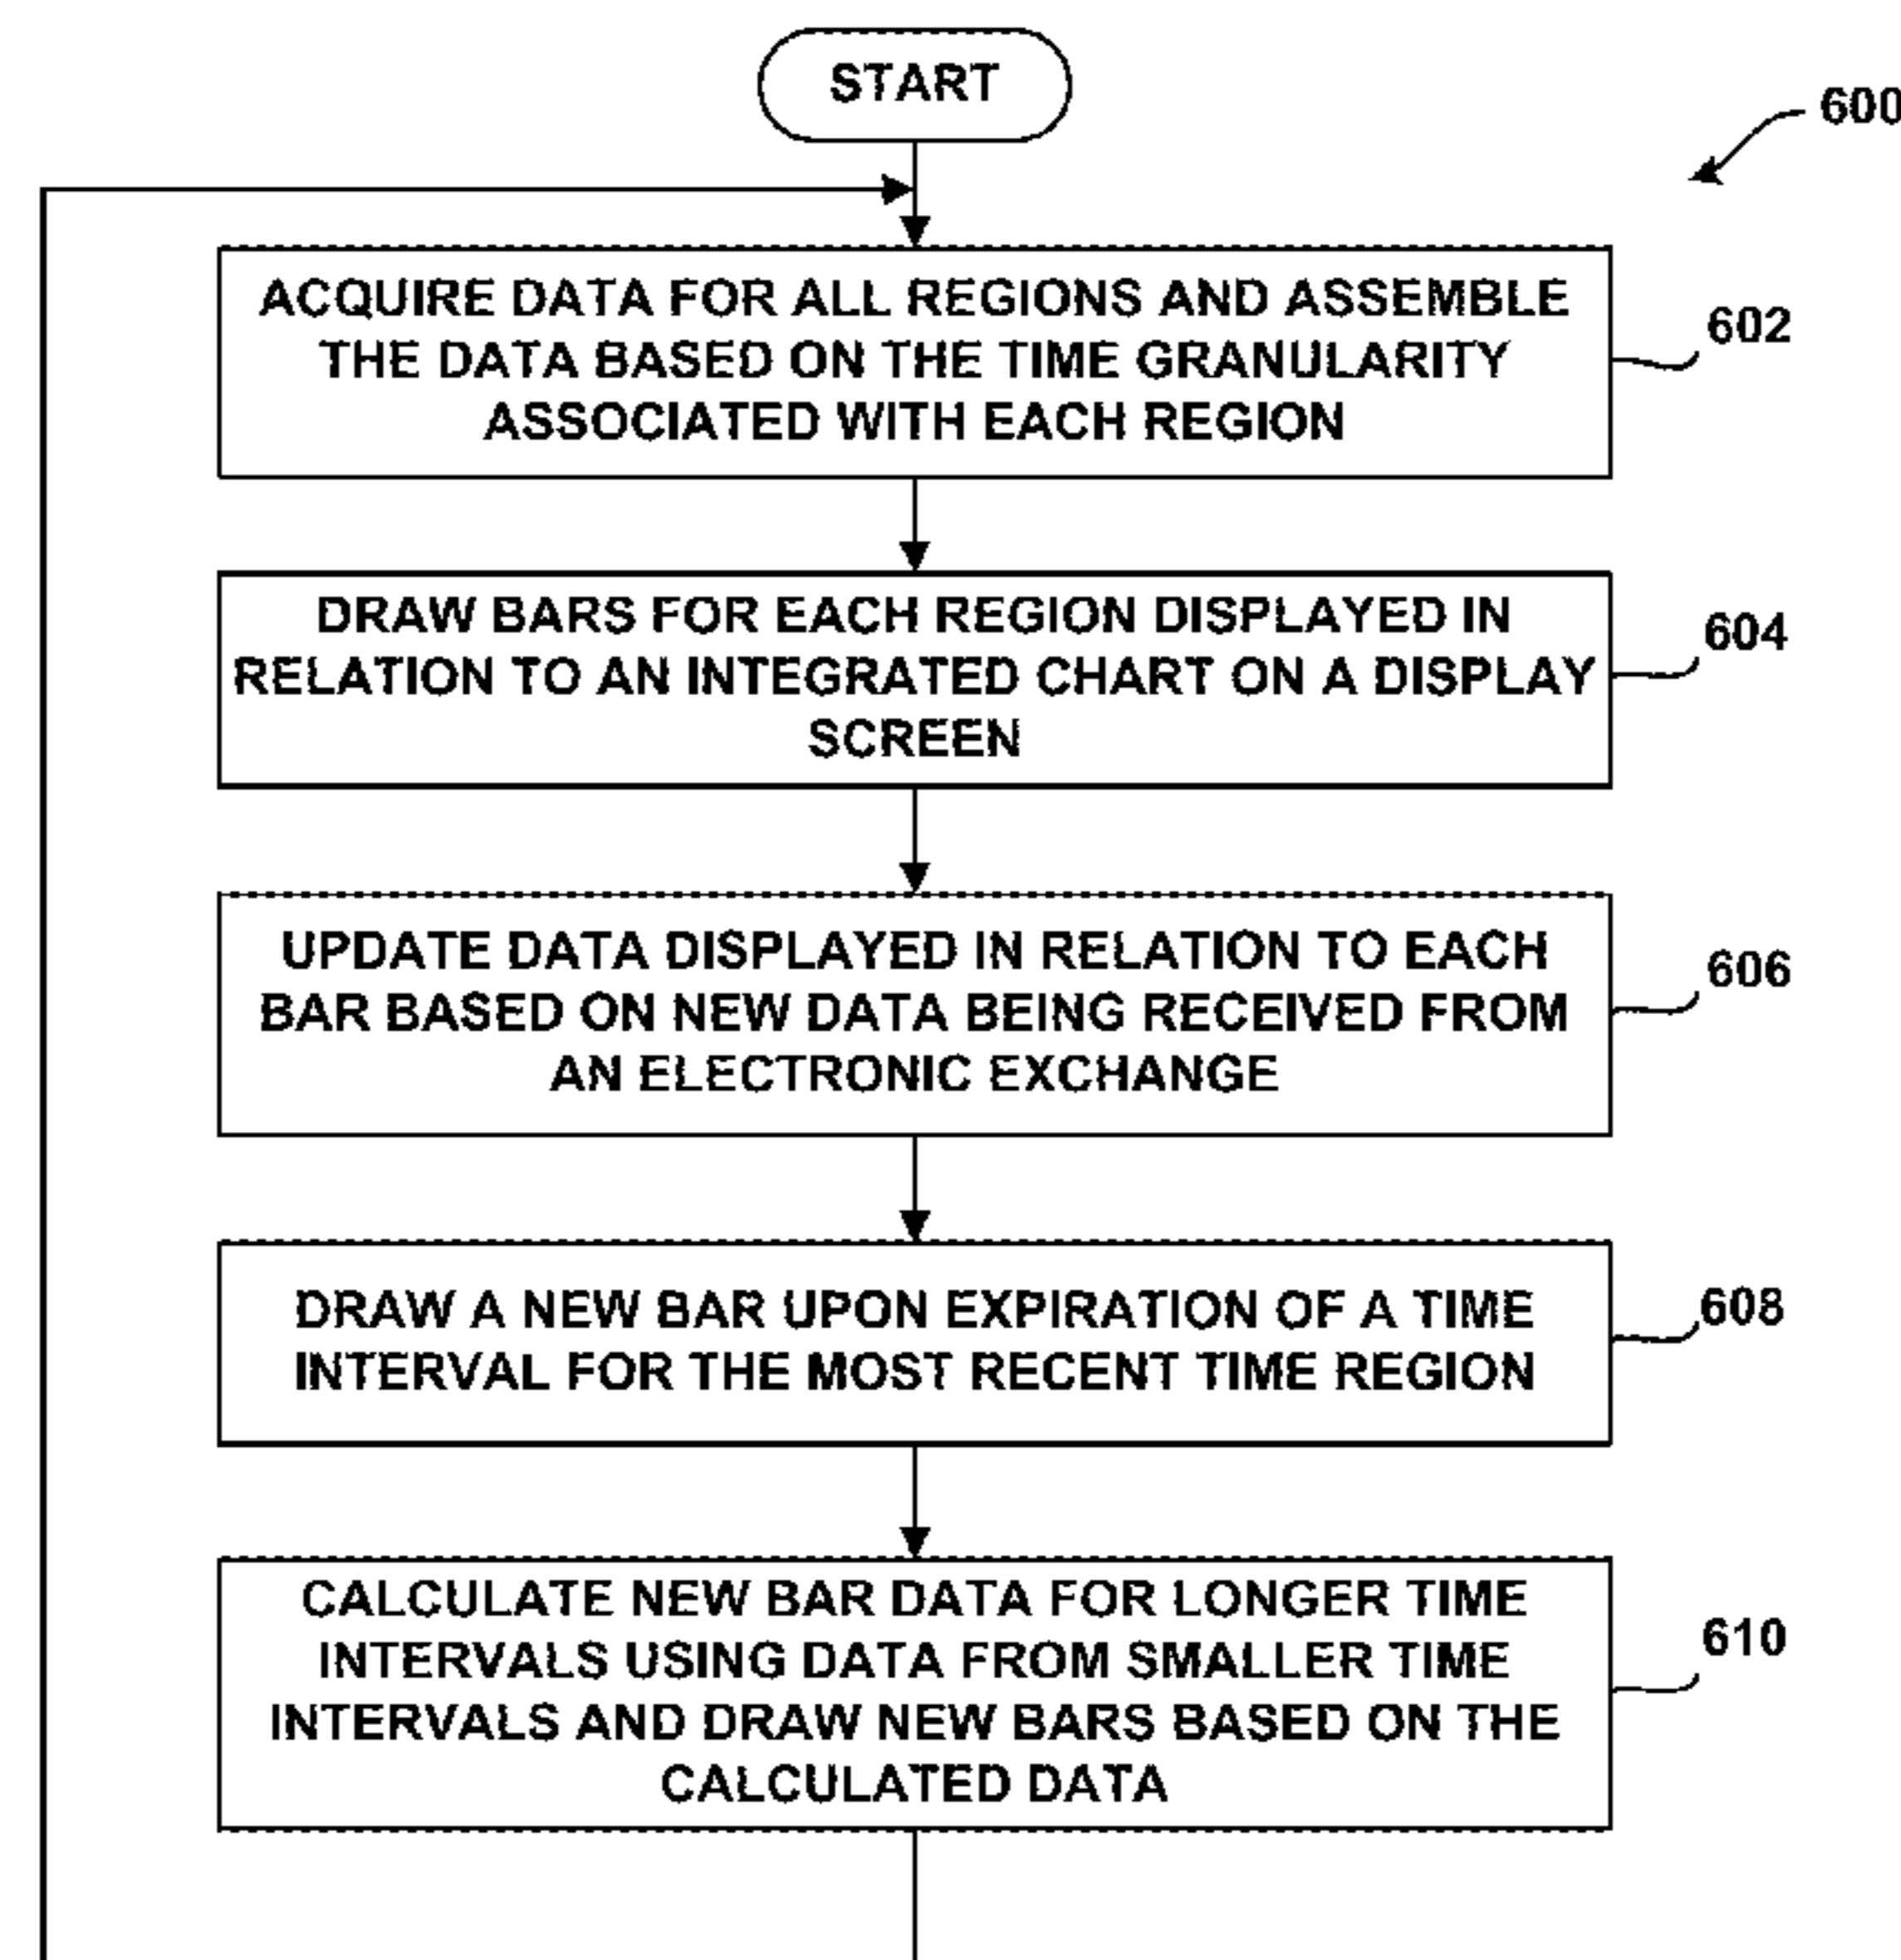 START
600
ACQUIRE DATA FOR ALL REGIONS AND ASSEMBLE
THE DATA BASED ON THE TIME GRANULARITY
ASSOCIATED WITH EACH REGION
602
DRAW BARS FOR EACH REGION DISPLAYED IN
RELATION TO AN INTEGRATED CHART ON A DISPLAY
SCREEN
604
UPDATE DATA DISPLAYED IN RELATION TO EACH
BAR BASED ON NEW DATA BEING RECEIVED FROM
AN ELECTRONIC EXCHANGE
606
DRAW A NEW BAR UPON EXPIRATION OF A TIME
INTERVAL FOR THE MOST RECENT TIME REGION
608
CALCULATE NEW BAR DATA FOR LONGER TIME
INTERVALS USING DATA FROM SMALLER TIME
INTERVALS AND DRAW NEW BARS BASED ON THE
CALCULATED DATA
610